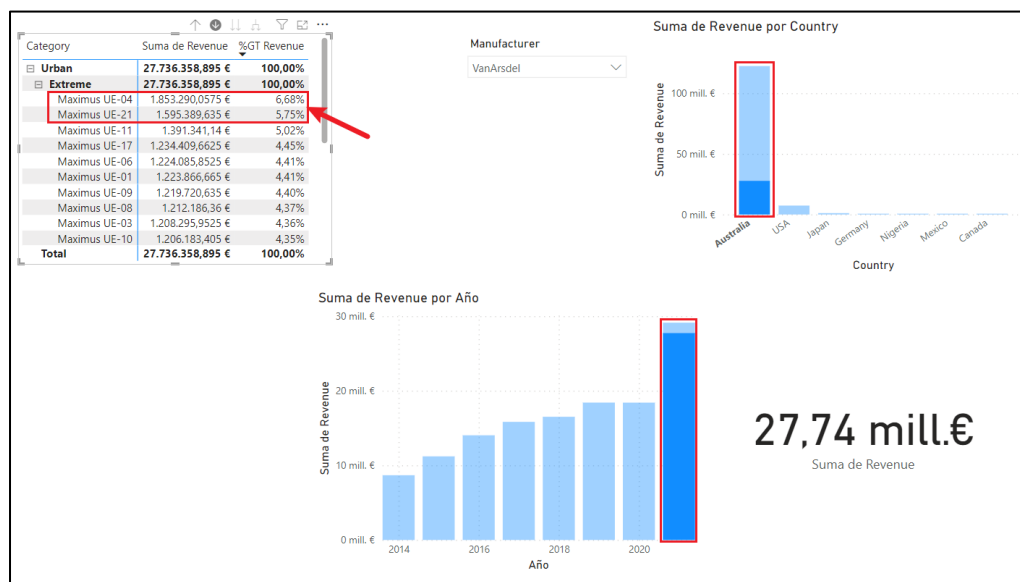 Category Suma de Revenue %GT Revenue
Urban 27.736.358,895 € 100,00%
Extreme 27.736.358,895 € 100,00%
Maximus UE-04 1.853.290,0575 € 6,68%
Maximus UE-21 1.595.389,635 € 5,75%
Maximus UE-11 1.391.341,14 € 5,02%
Maximus UE-17 1.234.409,6625 € 4,45%
Maximus UE-06 1.224.085,8525 € 4,41%
Maximus UE-01 1.223.866,665 € 4,41%
Maximus UE-09 1.219.720,635 € 4,40%
Maximus UE-08 1.212.186,36 € 4,37%
Maximus UE-03 1.208.295,9525 € 4,36%
Maximus UE-10 1.206.183,405 € 4,35%
Total 27.736.358,895 € 100,00%
Manufacturer
VanArsdel
Suma de Revenue por Country
Suma de Revenue
100 mill. €
50 mill. €
0 mill. €
Australia USA Japan Germany Nigeria Mexico Canada
Country
Suma de Revenue por Año
Suma de Revenue
30 mill. €
20 mill. €
10 mill. €
0 mill. €
2014 2016 2018 2020
Año
27,74 mill.€
Suma de Revenue